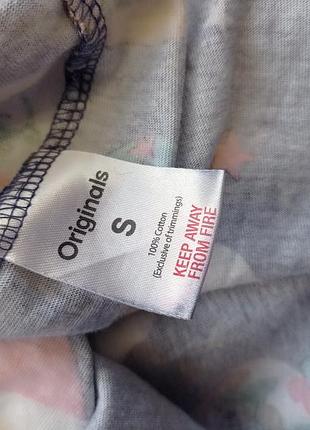 Originals
S
100% Cotton
(Exclusive of trimmings)
KEEP AWAY
FROM FIRE